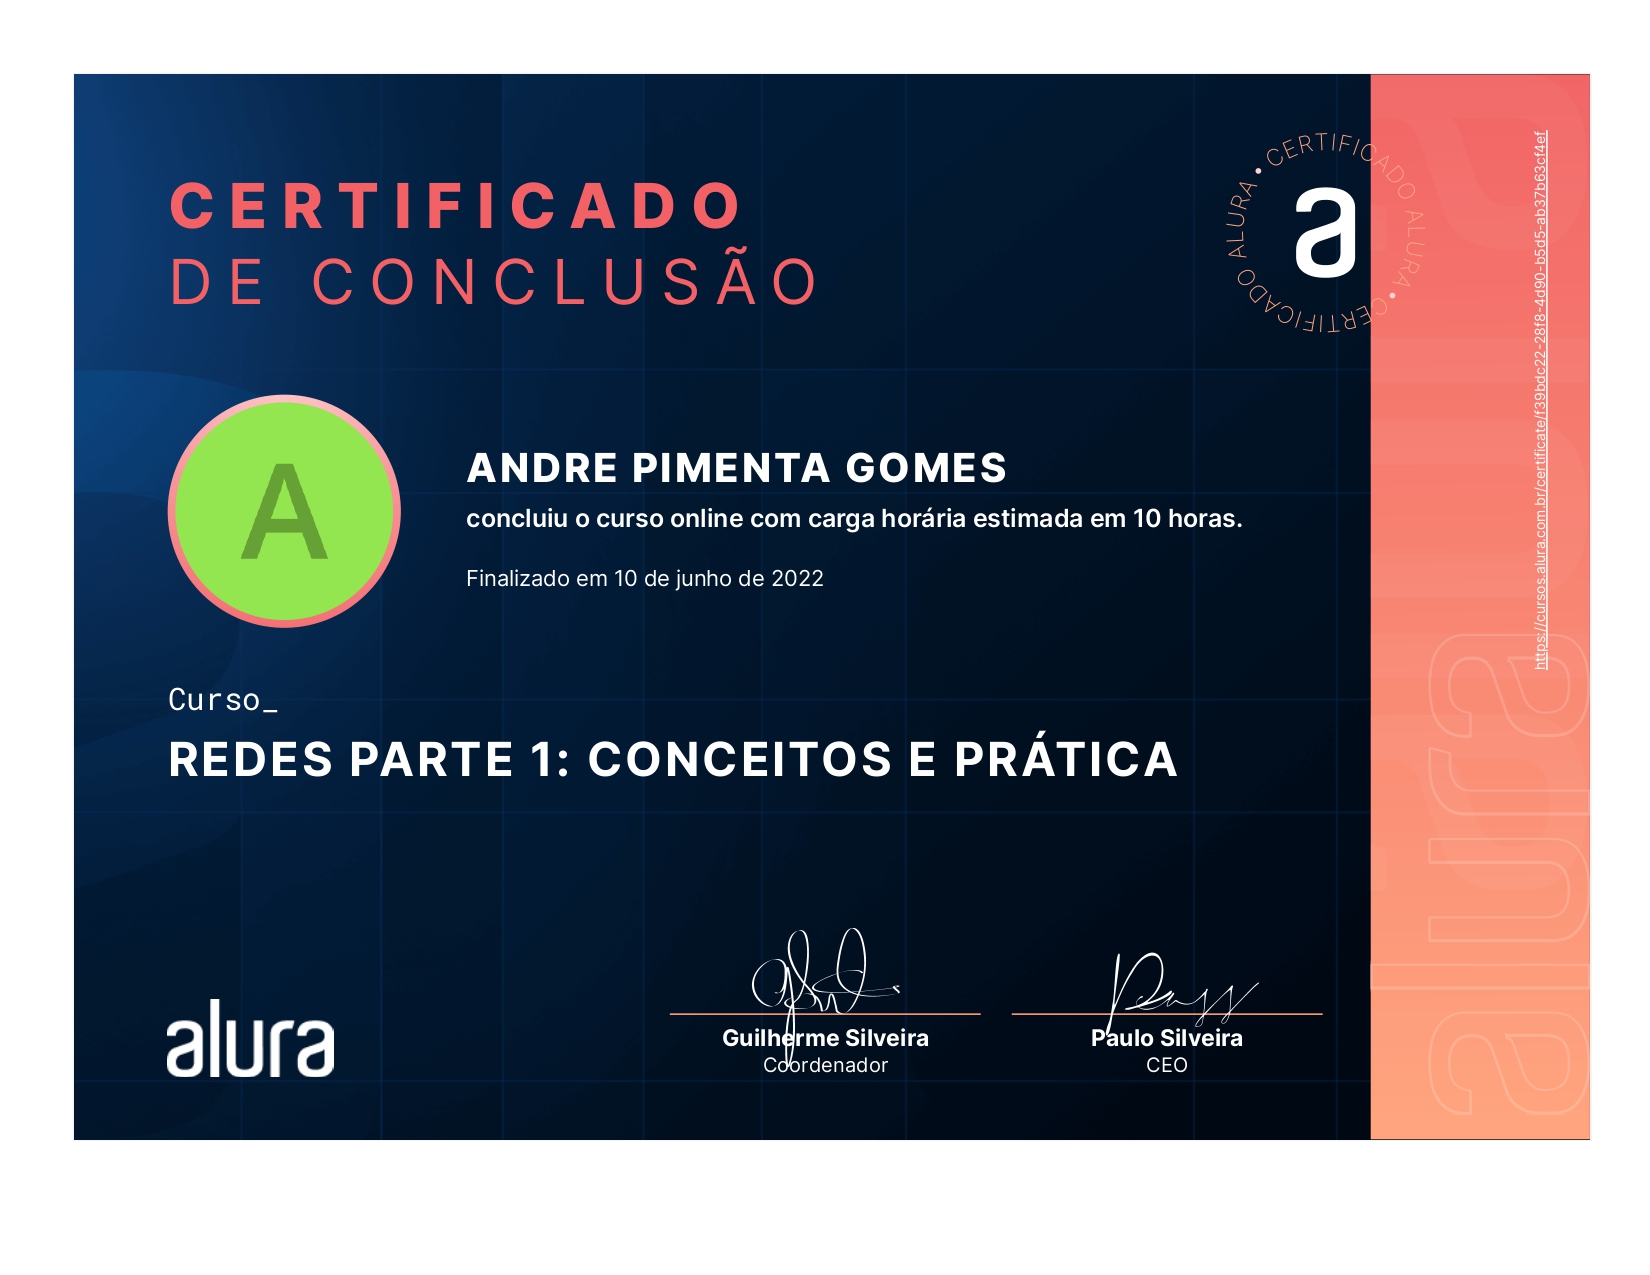 CERTIFICADO
DE CONCLUSÃO
CERTIFICADO ALURA • CERTIFICADO ALURA •
a
https://cursos.alura.com.br/certificate/f39bdc22-28f8-4d90-b5d5-ab37b63cf4ef
A
ANDRE PIMENTA GOMES
concluiu o curso online com carga horária estimada em 10 horas.
Finalizado em 10 de junho de 2022
Curso_
REDES PARTE 1: CONCEITOS E PRÁTICA
alura
Guilherme Silveira
Coordenador
Paulo Silveira
CEO
alura